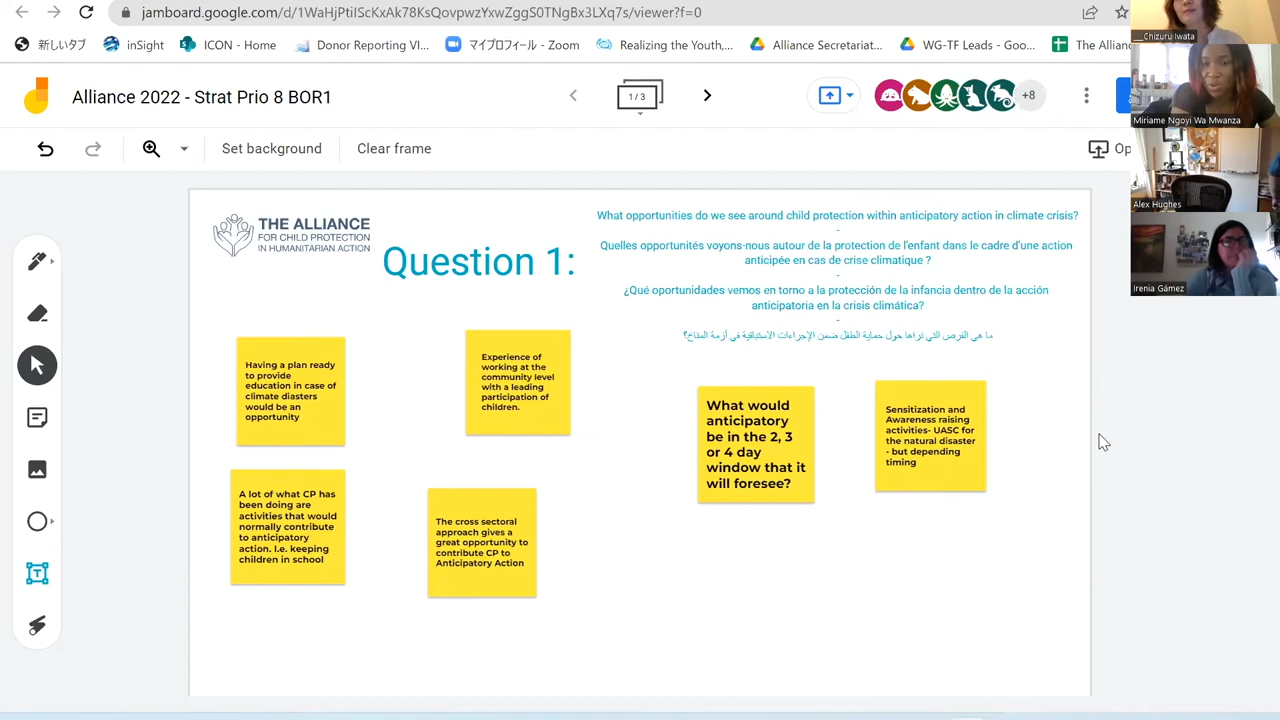 jamboard.google.com/d/1WaHjPtiIScKxAk78KsQovpwzYxwZggS0TNgBx3LXq7s/viewer?f=0
新しいタブ
inSight
ICON - Home
Donor Reporting VI...
プロフィール - Zoom
Realizing the Youth,...
Alliance Secretariat...
WG-TF Leads - Goo...
The Allianc
Alliance 2022 - Strat Prio 8 BOR1
1 / 3
+8
Set background
Clear frame
Op
__Chizuru Iwata
Miriame Ngoyi Wa Mwanza
Alex Hughes
Irenia Gámez
THE ALLIANCE
FOR CHILD PROTECTION
IN HUMANITARIAN ACTION
Question 1:
What opportunities do we see around child protection within anticipatory action in climate crisis?
-
Quelles opportunités voyons-nous autour de la protection de l'enfant dans le cadre d'une action
anticipée en cas de crise climatique ?
-
¿Qué oportunidades vemos en torno a la protección de la infancia dentro de la acción
anticipatoria en la crisis climática?
-
ما هي الفرص التي نراها حول حماية الطفل ضمن الإجراءات الاستباقية في أزمة المناخ؟
Having a plan ready
to provide
education in case of
climate diasters
would be an
opportunity
Experience of
working at the
community level
with a leading
participation of
children.
What would
anticipatory
be in the 2, 3
or 4 day
window that it
will foresee?
Sensitization and
Awareness raising
activities- UASC for
the natural disaster
- but depending
timing
A lot of what CP has
been doing are
activities that would
normally contribute
to anticipatory
action. I.e. keeping
children in school
The cross sectoral
approach gives a
great opportunity to
contribute CP to
Anticipatory Action